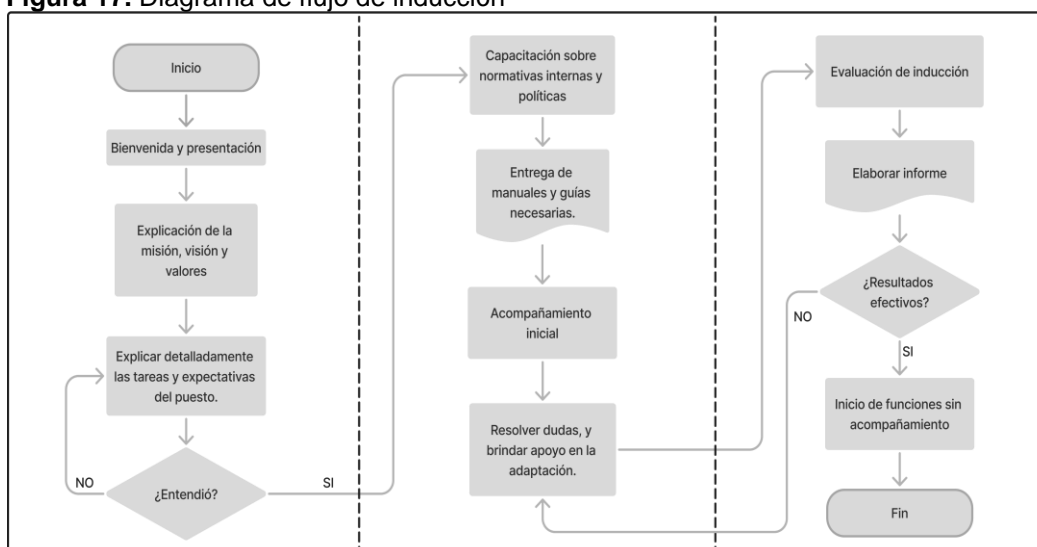 Figura 17. Diagrama de flujo de inducción
Inicio
Bienvenida y presentación
Explicación de la
misión, visión y
valores
Explicar detalladamente
las tareas y expectativas
del puesto.
¿Entendió?
NO
SI
Capacitación sobre
normativas internas y
políticas
Entrega de
manuales y guías
necesarias.
Acompañamiento
inicial
Resolver dudas, y
brindar apoyo en la
adaptación.
Evaluación de inducción
Elaborar informe
¿Resultados
efectivos?
NO
SI
Inicio de funciones sin
acompañamiento
Fin